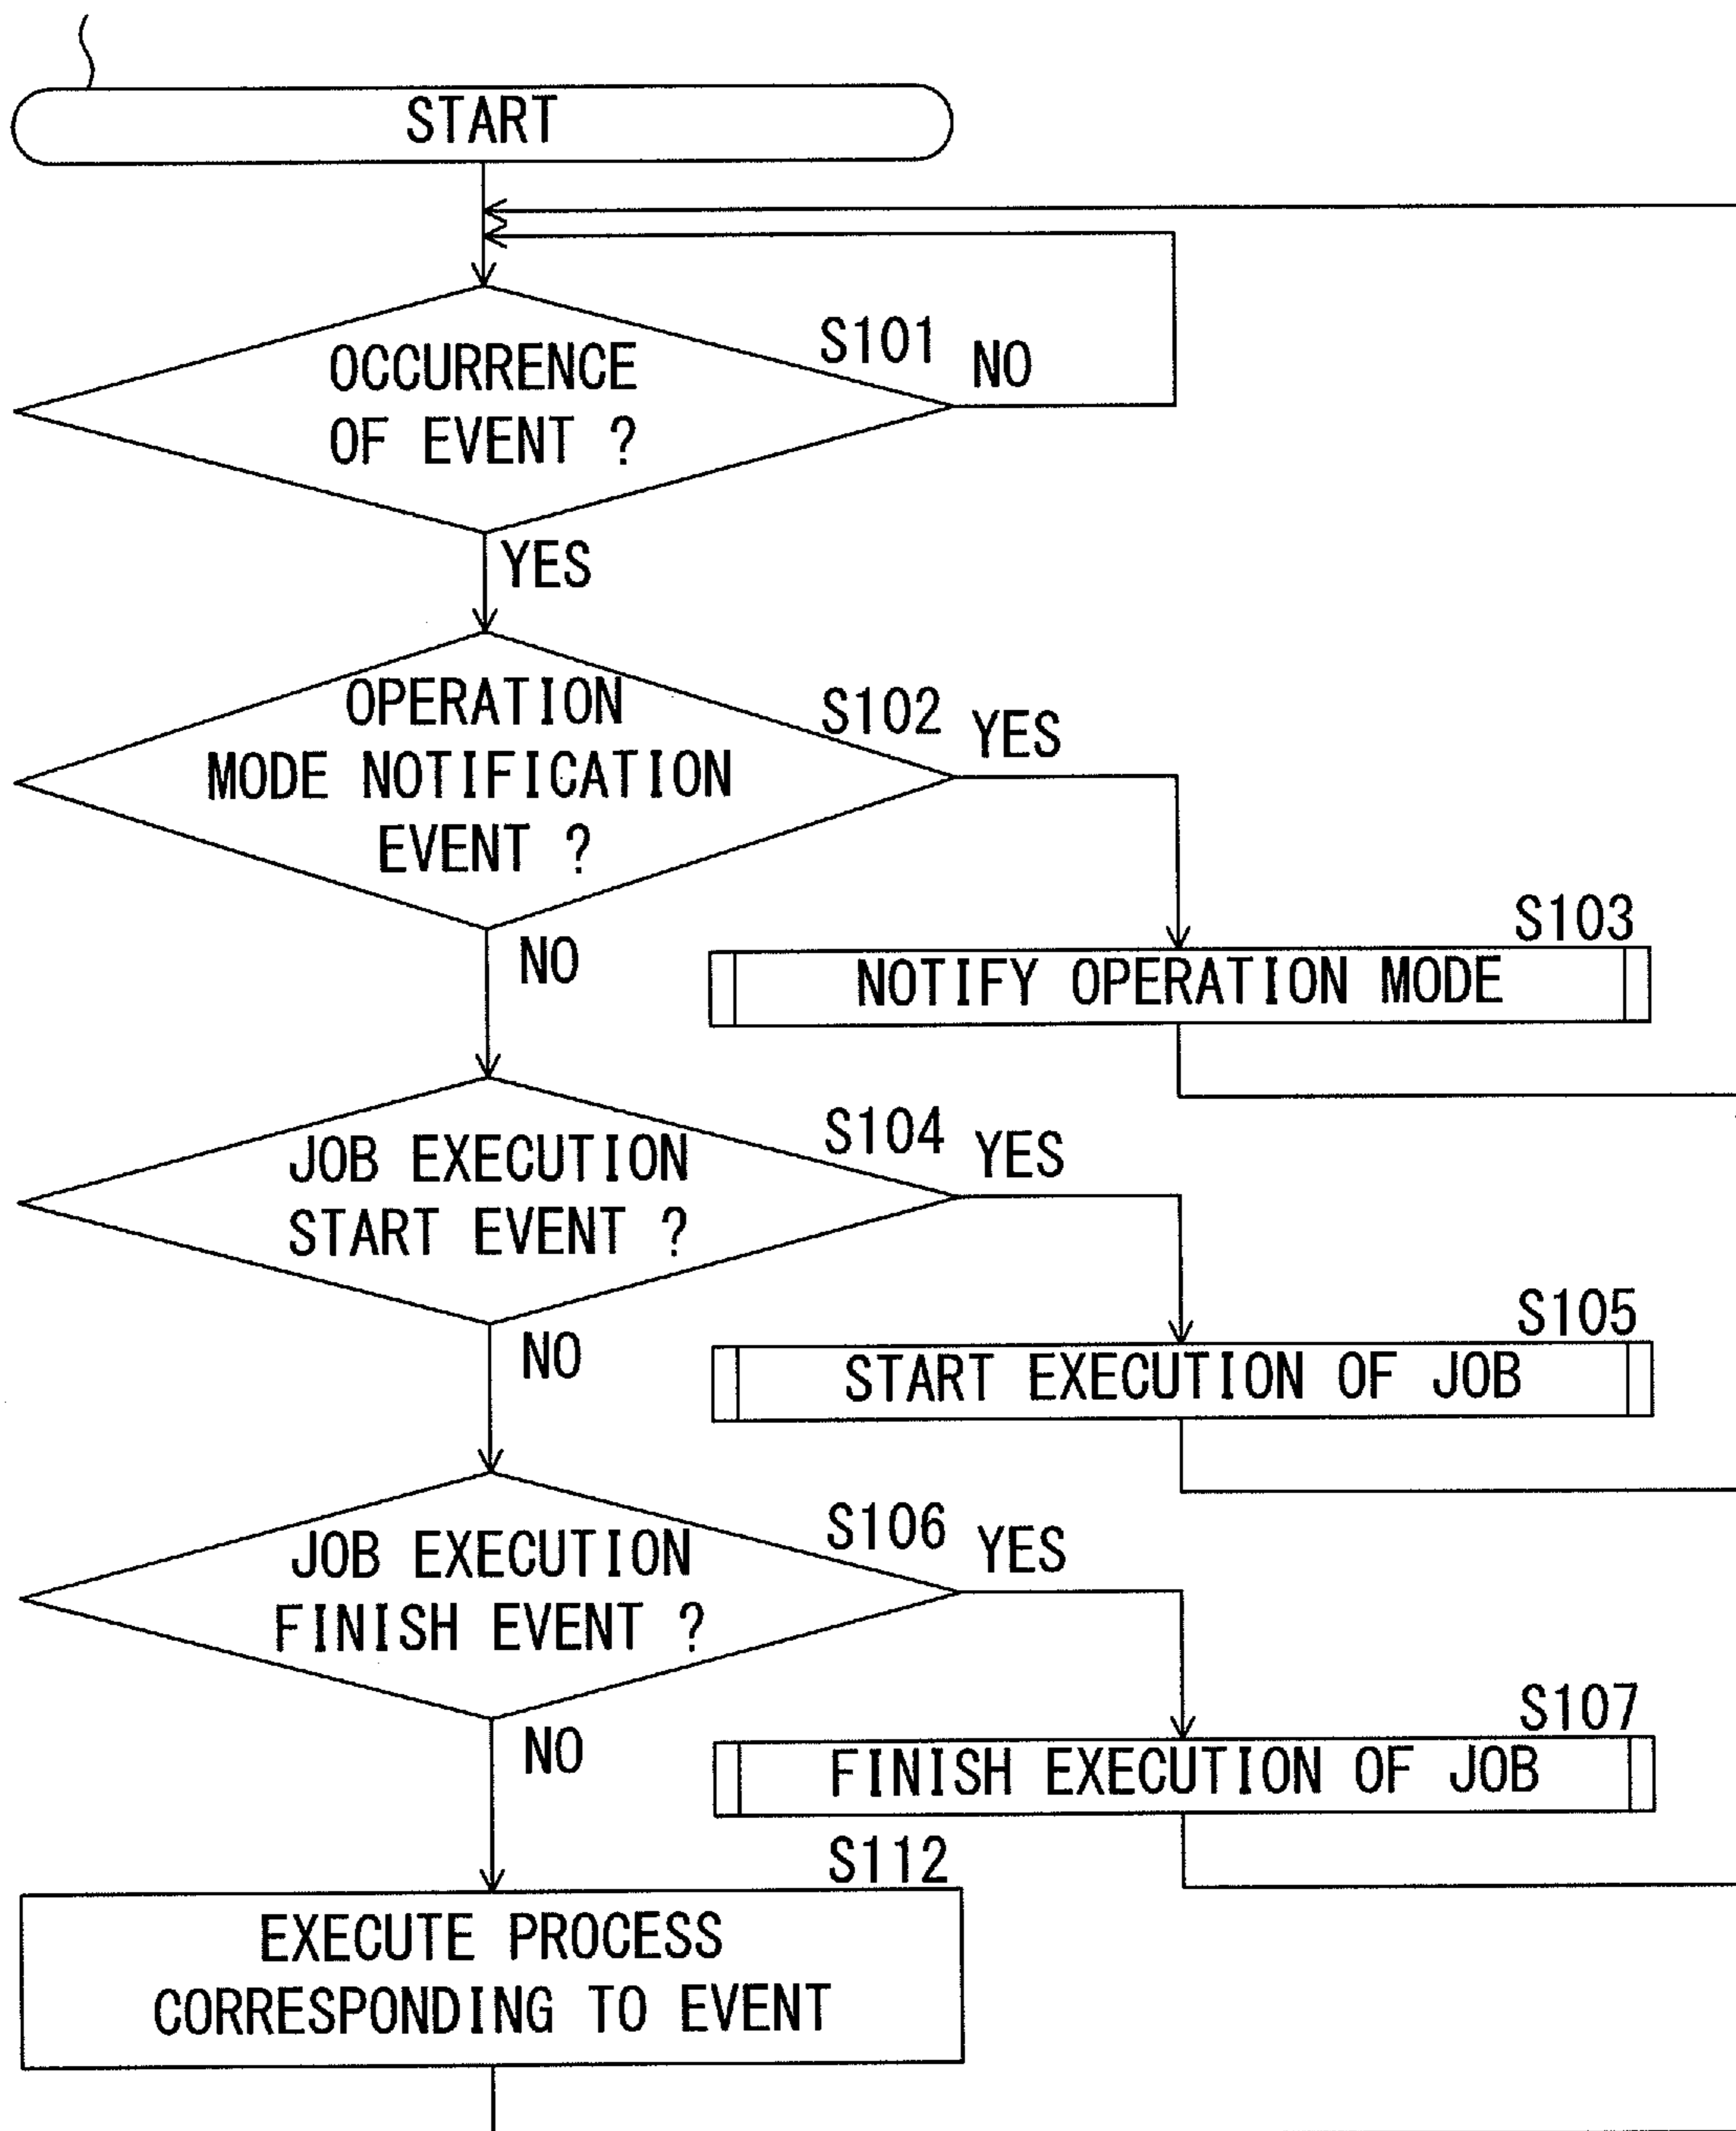 START
OCCURRENCE
OF EVENT ?
S101
NO
YES
OPERATION
MODE NOTIFICATION
EVENT ?
S102
YES
NO
S103
NOTIFY OPERATION MODE
JOB EXECUTION
START EVENT ?
S104
YES
NO
S105
START EXECUTION OF JOB
JOB EXECUTION
FINISH EVENT ?
S106
YES
NO
S107
FINISH EXECUTION OF JOB
S112
EXECUTE PROCESS
CORRESPONDING TO EVENT